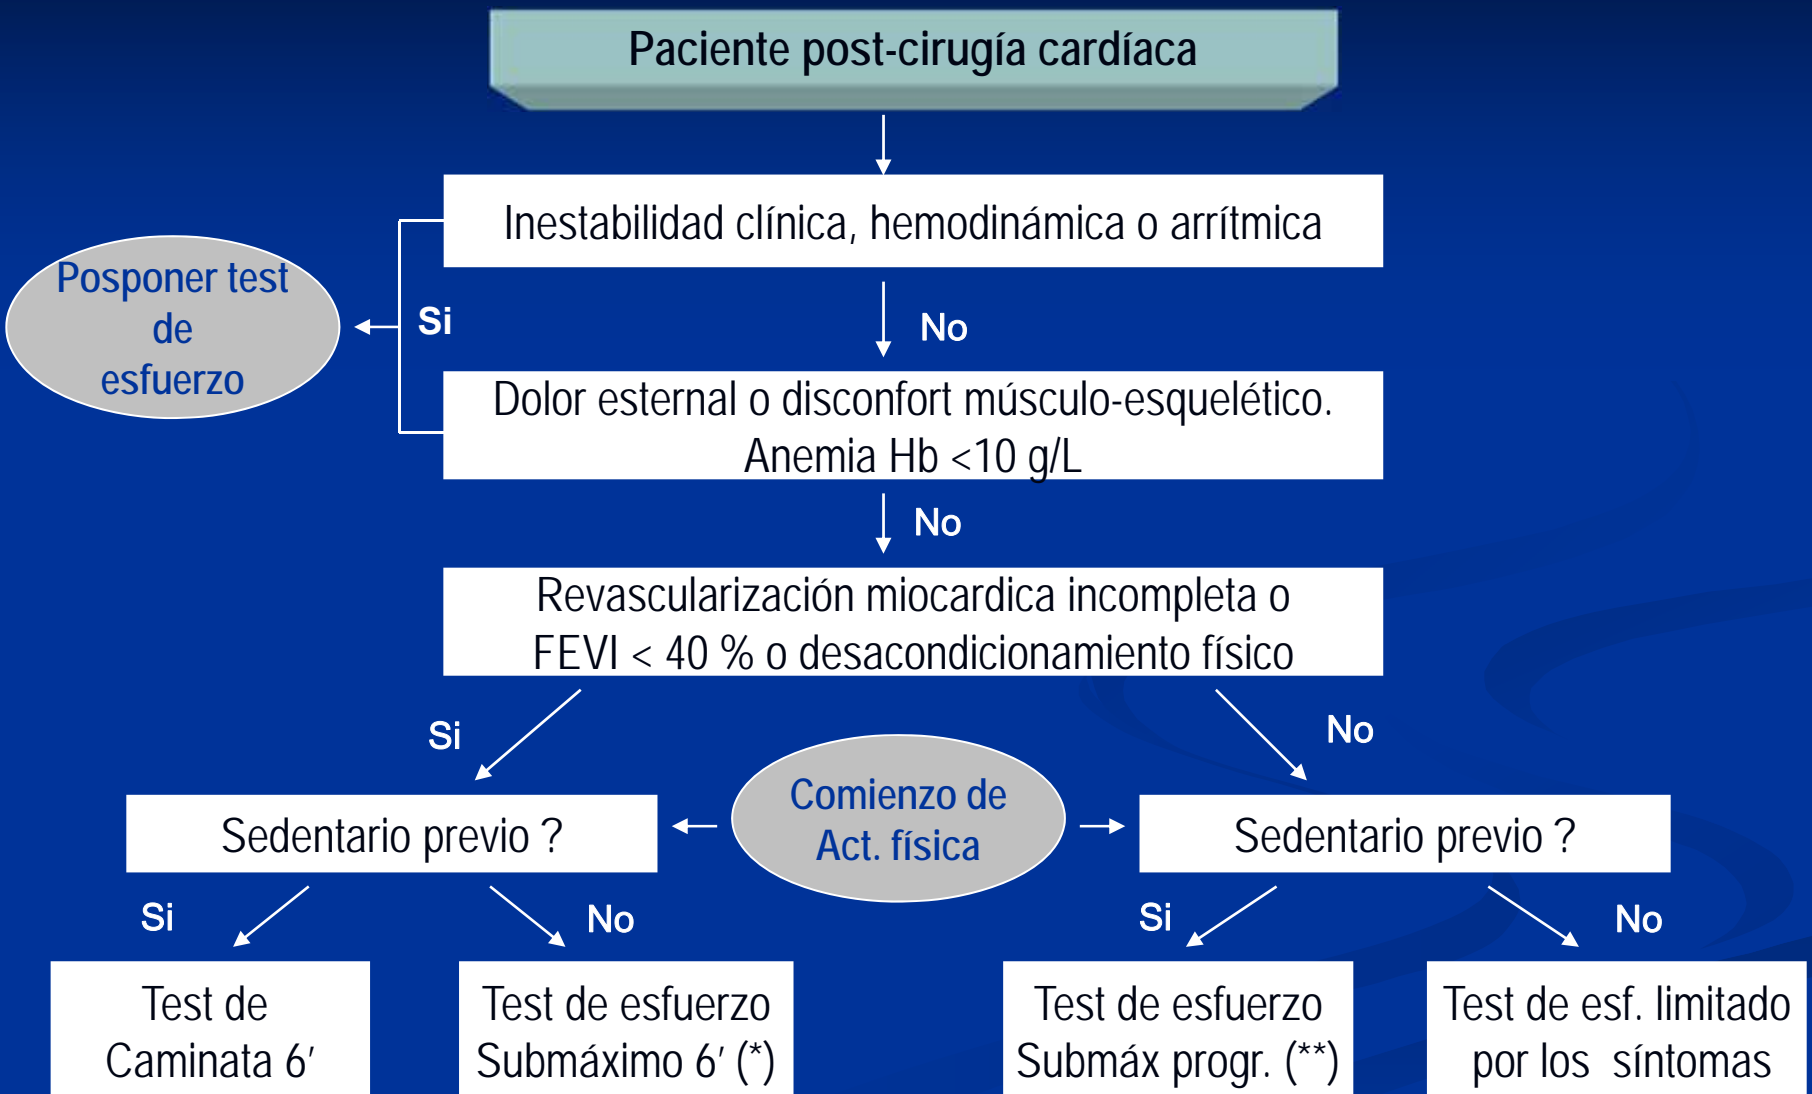 Paciente post-cirugía cardíaca
Inestabilidad clínica, hemodinámica o arrítmica
Posponer test
de
esfuerzo
Si
No
Dolor esternal o disconfort músculo-esquelético.
Anemia Hb <10 g/L
No
Revascularización miocardica incompleta o
FEVI < 40 % o desacondicionamiento físico
Si
No
Comienzo de
Act. física
Sedentario previo ?
Sedentario previo ?
Si
No
Si
No
Test de
Caminata 6’
Test de esfuerzo
Submáximo 6’ (*)
Test de esfuerzo
Submáx progr. (**)
Test de esf. limitado
por los síntomas